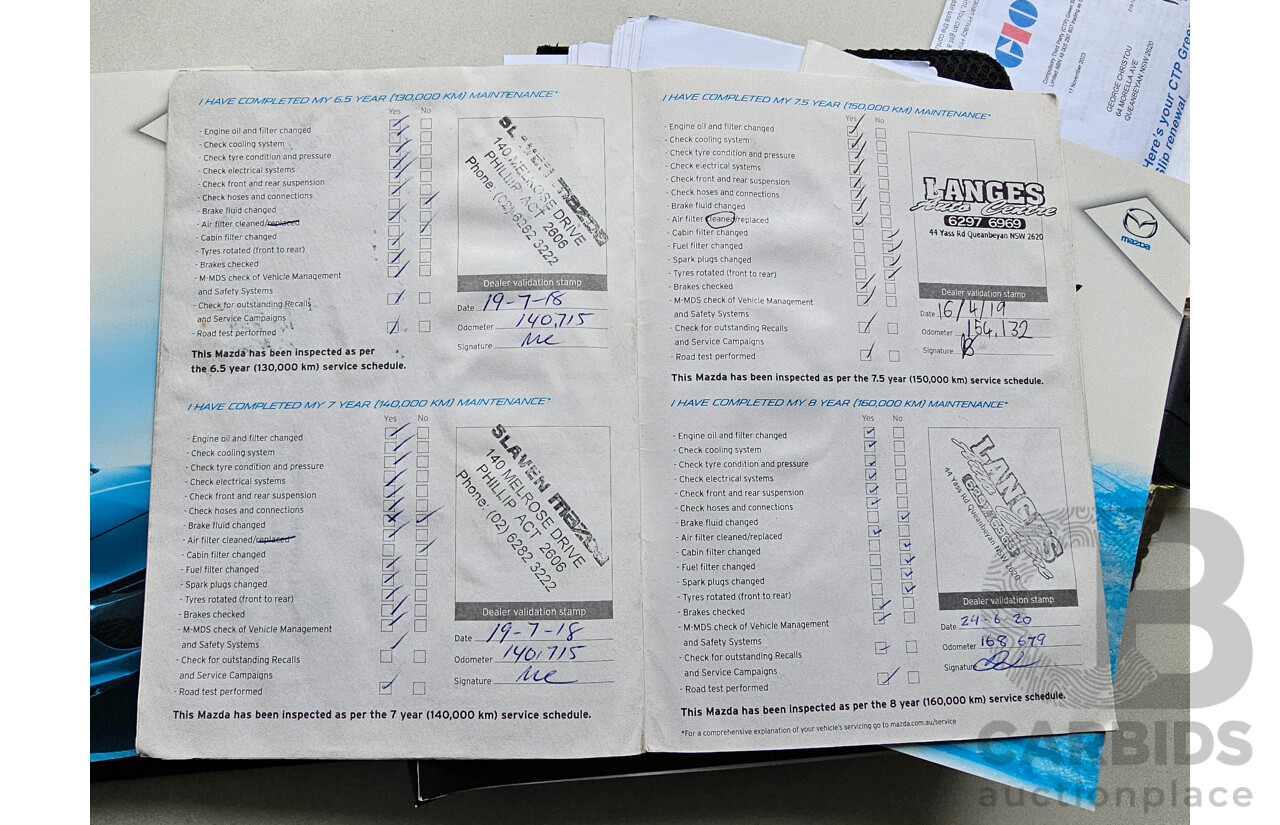 I HAVE COMPLETED MY 6.5 YEAR (130,000 KM) MAINTENANCE*
Yes No
- Engine oil and filter changed
- Check cooling system
- Check tyre condition and pressure
- Check electrical systems
- Check front and rear suspension
- Check hoses and connections
- Brake fluid changed
- Air filter cleaned/replaced
- Cabin filter changed
- Tyres rotated (front to rear)
- Brakes checked
- M-MDS check of Vehicle Management
and Safety Systems
- Check for outstanding Recalls
and Service Campaigns
- Road test performed
This Mazda has been inspected as per
the 6.5 year (130,000 km) service schedule.
SLAVEN mazda
140 MELROSE DRIVE
PHILLIP ACT 2606
Phone: (02) 6262 3222
Dealer validation stamp
Date 19-7-18
Odometer 140,715
Signature
I HAVE COMPLETED MY 7 YEAR (140,000 KM) MAINTENANCE*
Yes No
- Engine oil and filter changed
- Check cooling system
- Check tyre condition and pressure
- Check electrical systems
- Check front and rear suspension
- Check hoses and connections
- Brake fluid changed
- Air filter cleaned/replaced
- Cabin filter changed
- Fuel filter changed
- Spark plugs changed
- Tyres rotated (front to rear)
- Brakes checked
- M-MDS check of Vehicle Management
and Safety Systems
- Check for outstanding Recalls
and Service Campaigns
- Road test performed
This Mazda has been inspected as per the 7 year (140,000 km) service schedule.
SLAVEN mazda
140 MELROSE DRIVE
PHILLIP ACT 2606
Phone: (02) 6282 3222
Dealer validation stamp
Date 19-7-18
Odometer 140,715
Signature
I HAVE COMPLETED MY 7.5 YEAR (150,000 KM) MAINTENANCE*
Yes No
- Engine oil and filter changed
- Check cooling system
- Check tyre condition and pressure
- Check electrical systems
- Check front and rear suspension
- Check hoses and connections
- Brake fluid changed
- Air filter cleaned/replaced
- Cabin filter changed
- Fuel filter changed
- Spark plugs changed
- Tyres rotated (front to rear)
- Brakes checked
- M-MDS check of Vehicle Management
and Safety Systems
- Check for outstanding Recalls
and Service Campaigns
- Road test performed
This Mazda has been inspected as per the 7.5 year (150,000 km) service schedule.
LANGES
Auto Centre
6297 6969
44 Yass Rd Queanbeyan NSW 2620
Dealer validation stamp
Date 16/4/19
Odometer 154,132
Signature
I HAVE COMPLETED MY 8 YEAR (160,000 KM) MAINTENANCE*
Yes No
- Engine oil and filter changed
- Check cooling system
- Check tyre condition and pressure
- Check electrical systems
- Check front and rear suspension
- Check hoses and connections
- Brake fluid changed
- Air filter cleaned/replaced
- Cabin filter changed
- Fuel filter changed
- Spark plugs changed
- Tyres rotated (front to rear)
- Brakes checked
- M-MDS check of Vehicle Management
and Safety Systems
- Check for outstanding Recalls
and Service Campaigns
- Road test performed
This Mazda has been inspected as per the 8 year (160,000 km) service schedule.
*For a comprehensive explanation of your vehicle's servicing go to mazda.com.au/service
LANGES
Auto Centre
6297 6969
44 Yass Rd Queanbeyan NSW 2620
Dealer validation stamp
Date 24-6-20
Odometer 168 679
Signature
17 November 2023
GEORGE CHRISTOU
64 MORELLA AVE
QUEANBEYAN NSW 2620
Here's your CTP Gree
Slip renewal
mazda
CARBIDS
auctionplace